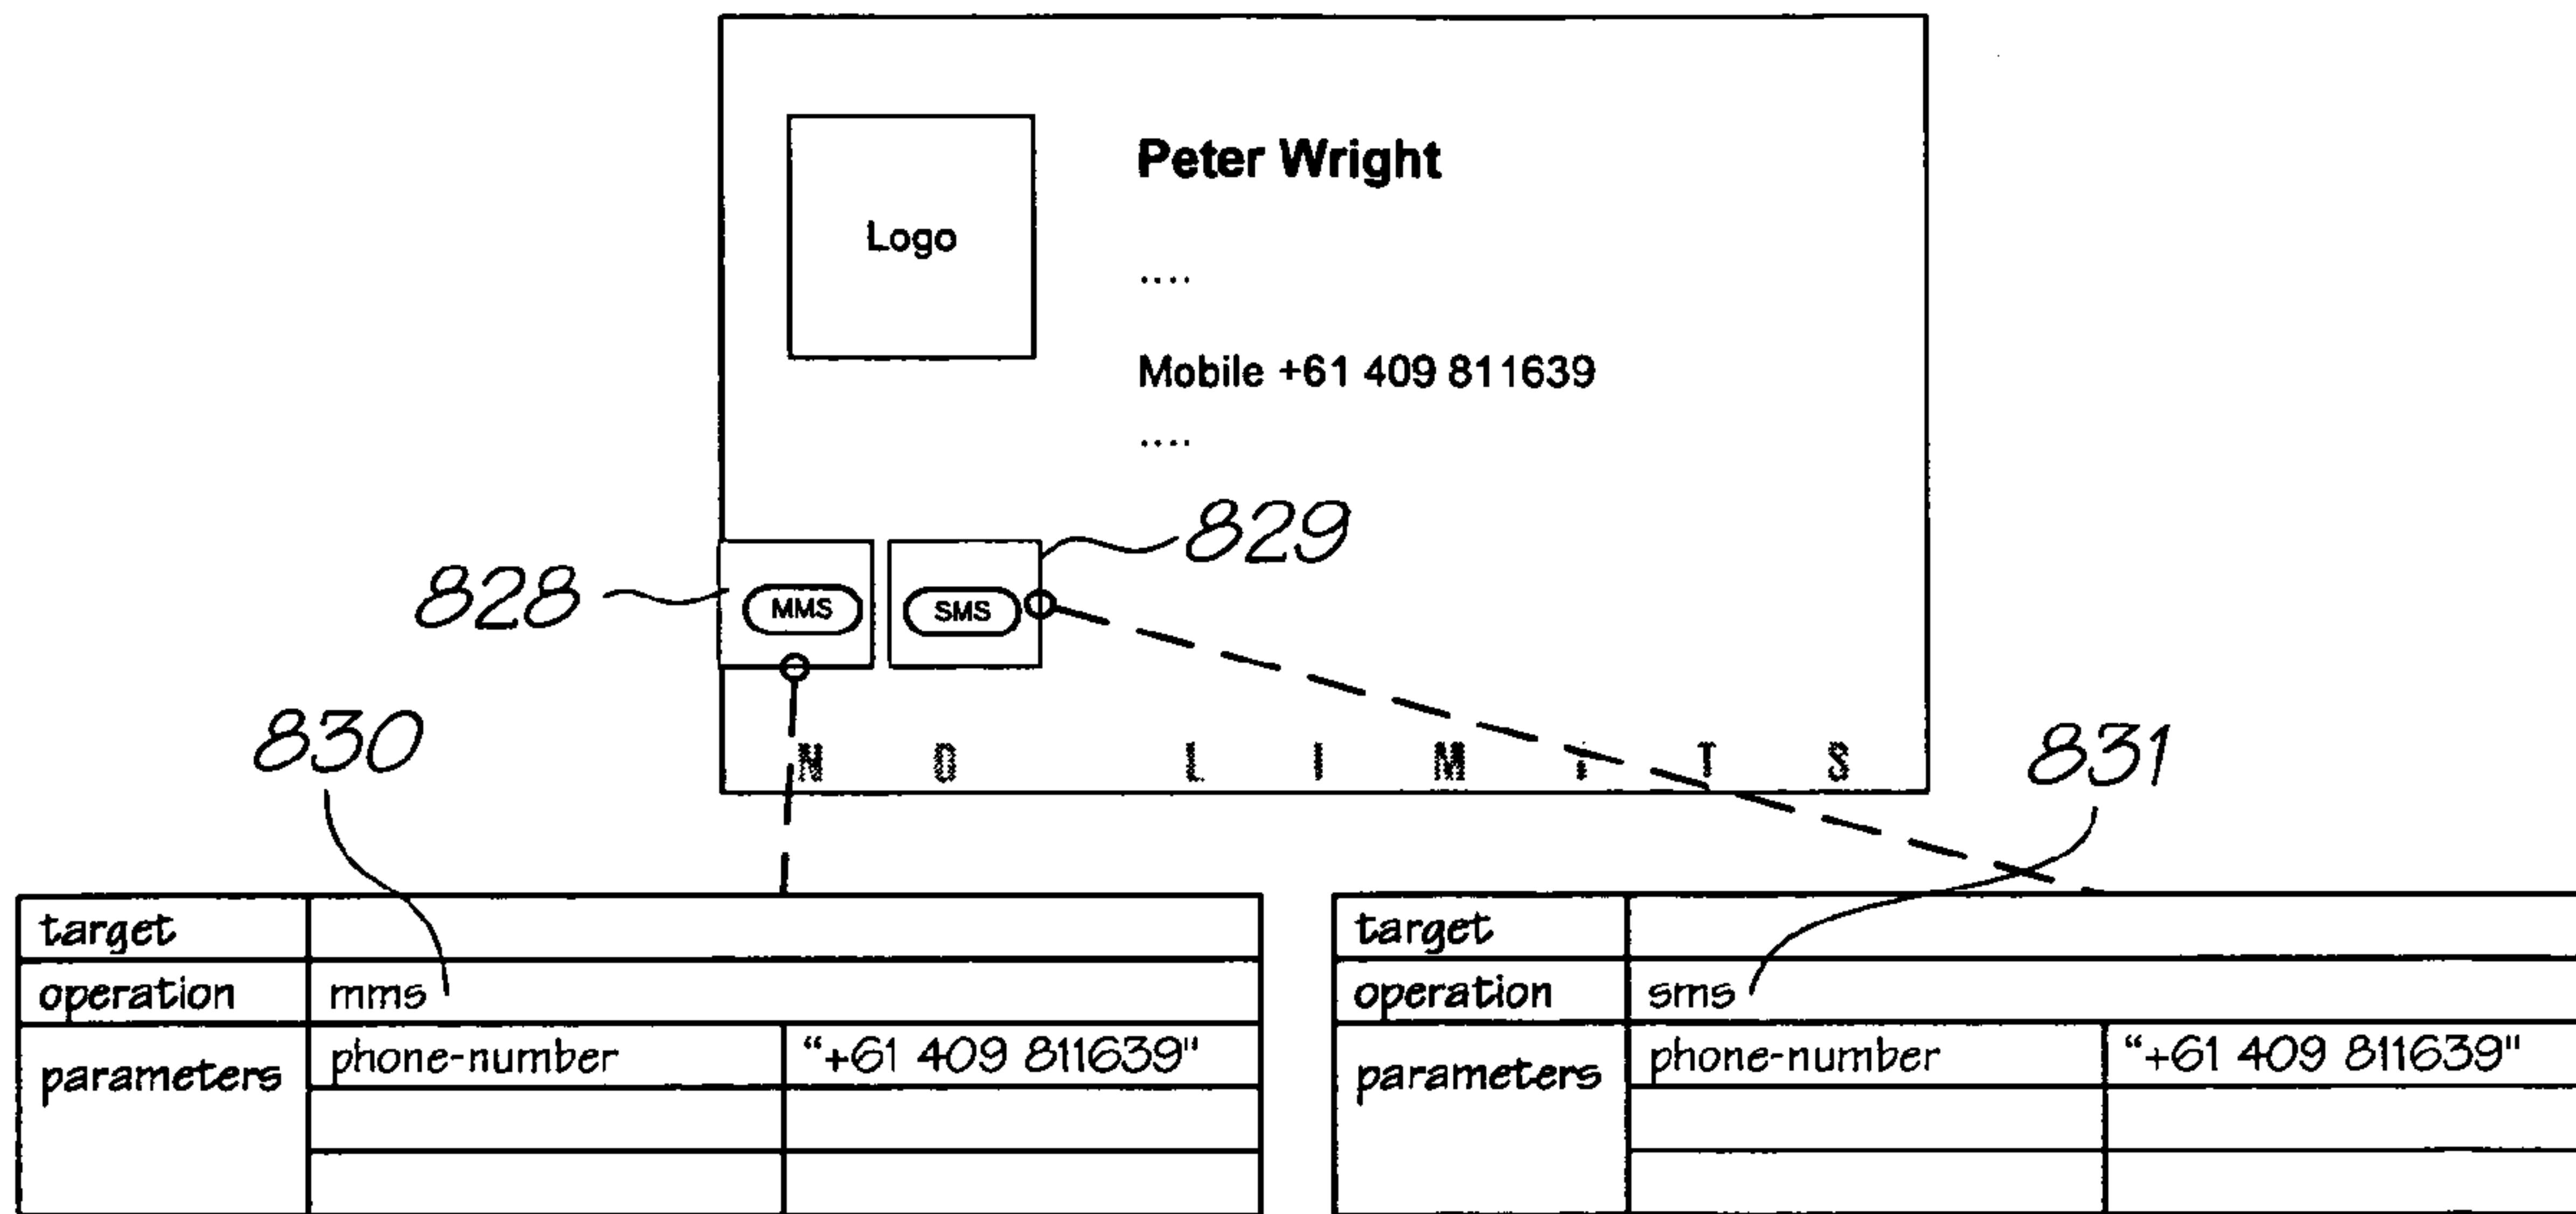 Peter Wright
Logo
....
Mobile +61 409 811639
....
829
828
MMS SMS
830
831
N O L I M I T S
target
operation mms
parameters phone-number "+61 409 811639"
target
operation sms
parameters phone-number "+61 409 811639"